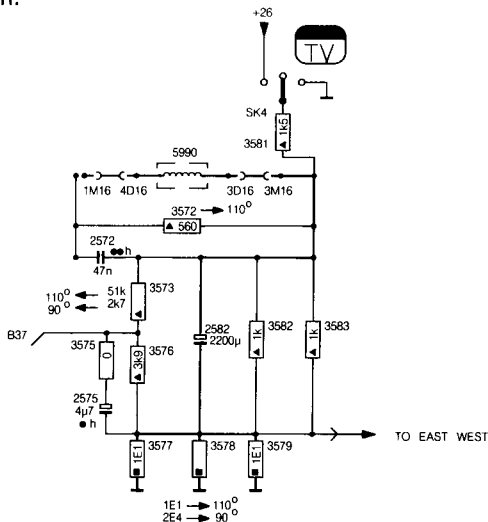 +26
TV
SK4
1k5
3581
5990
1M16 4D16 3D16 3M16
3572 110°
560
2572 h
47n
110° 51k 3573
90° 2k7
B37
3575 0 3k9 3576
2582 1k 3582 1k 3583
2200µ
2575
4µ7
h
TO EAST WEST
1E1 3577 3578 1E1 3579
1E1 110°
2E4 90°